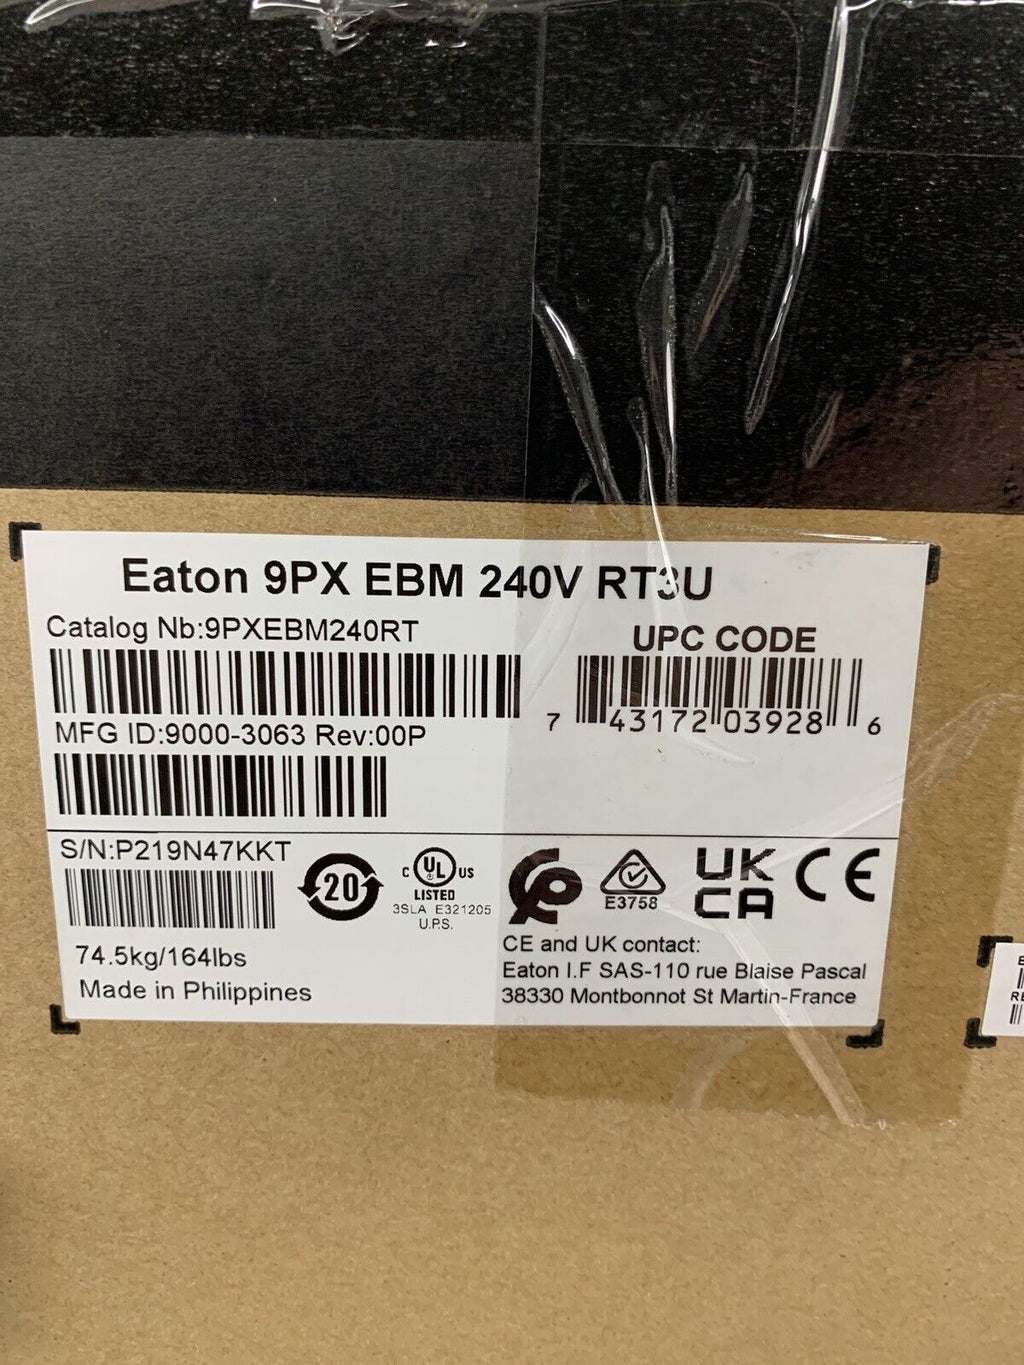 Eaton 9PX EBM 240V RT3U
Catalog Nb:9PXEBM240RT
UPC CODE
7 43172 03928 6
MFG ID:9000-3063 Rev:00P
S/N:P219N47KKT
20
C UL US
LISTED
3SLA E321205
U.P.S.
E3758
UK
CA
CE
74.5kg/164lbs
Made in Philippines
CE and UK contact:
Eaton I.F SAS-110 rue Blaise Pascal
38330 Montbonnot St Martin-France